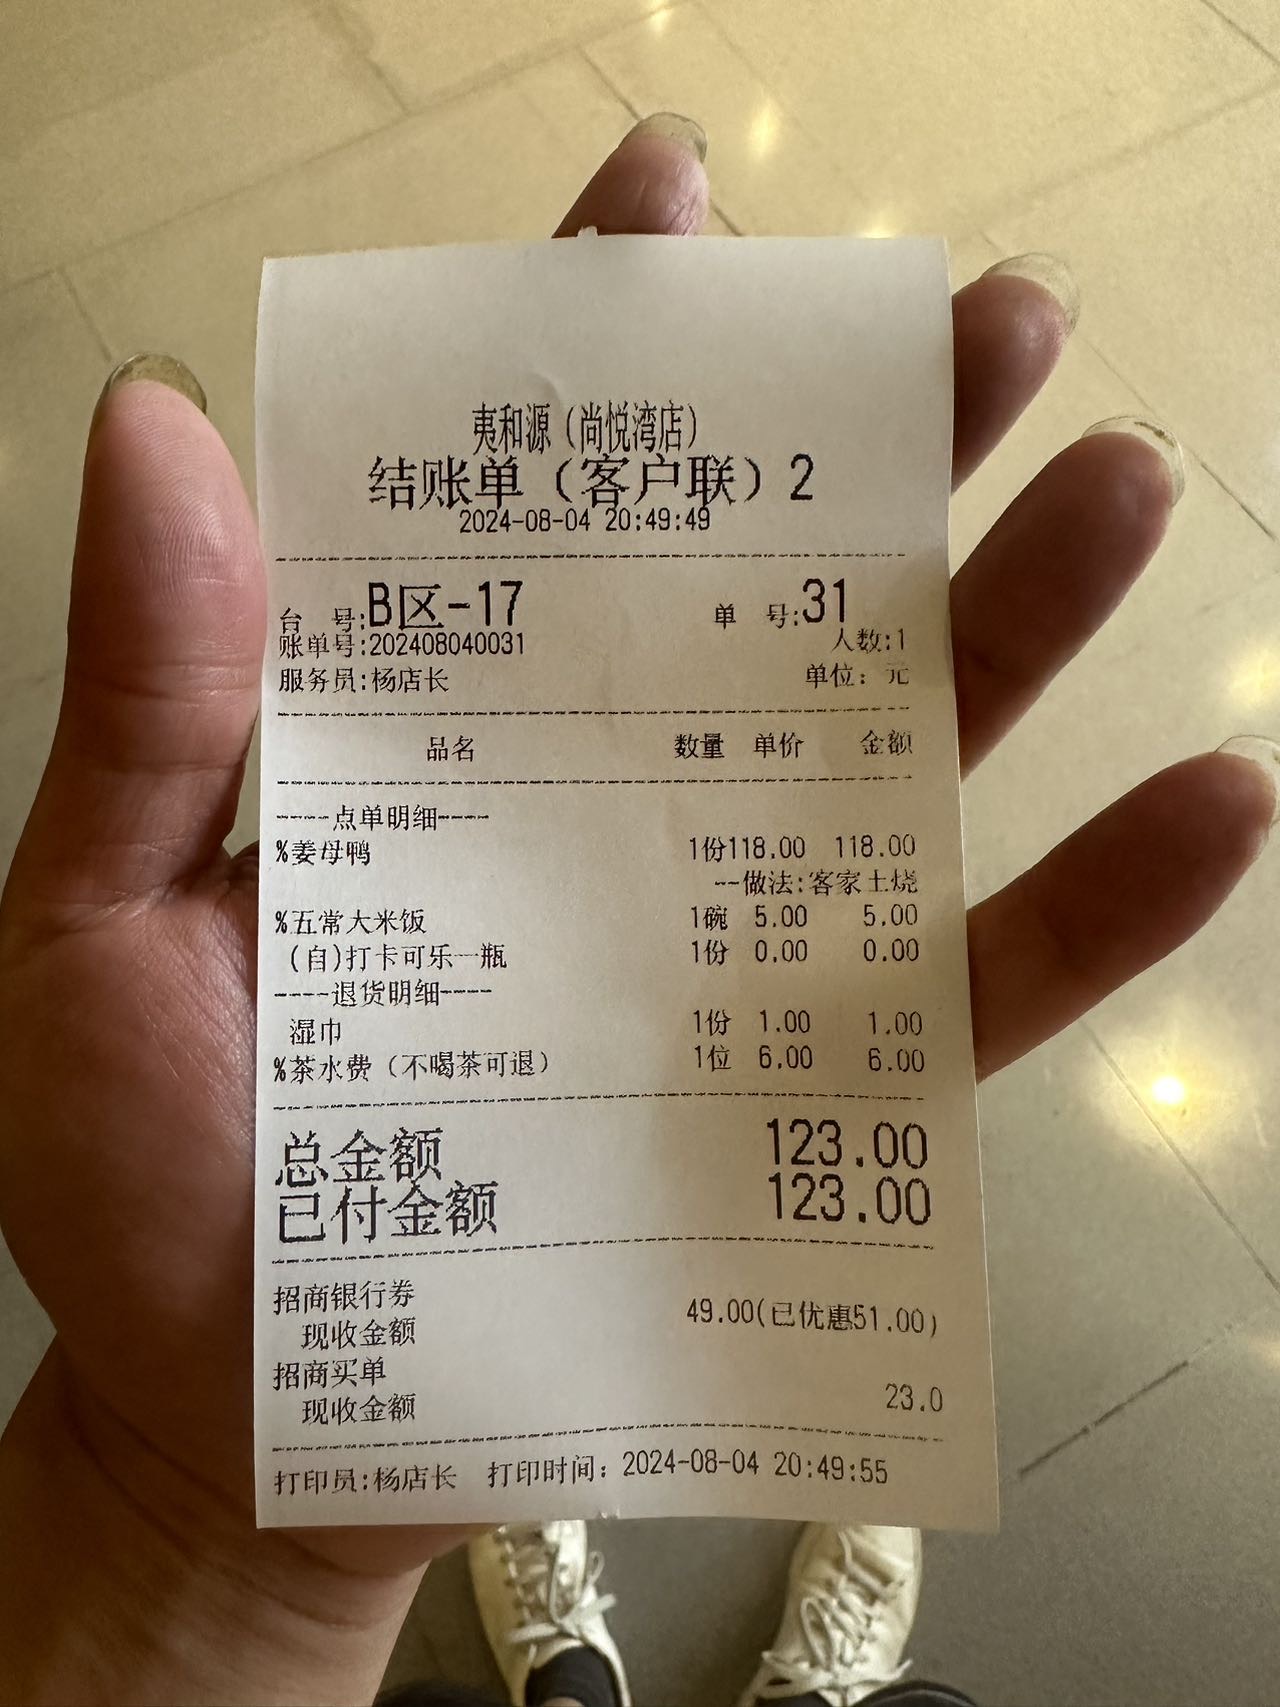 夷和源（尚悦湾店）
结账单（客户联）2
2024-08-04 20:49:49
台 号:B区-17 单 号:31
账单号:202408040031 人数:1
服务员:杨店长 单位：元
品名 数量 单价 金额
----点单明细----
%姜母鸭 1份118.00 118.00
--做法:客家土烧
%五常大米饭 1碗 5.00 5.00
(自)打卡可乐一瓶 1份 0.00 0.00
----退货明细----
湿巾 1份 1.00 1.00
%茶水费（不喝茶可退） 1位 6.00 6.00
总金额 123.00
已付金额 123.00
招商银行券
现收金额 49.00(已优惠51.00)
招商买单
现收金额 23.0
打印员:杨店长 打印时间：2024-08-04 20:49:55